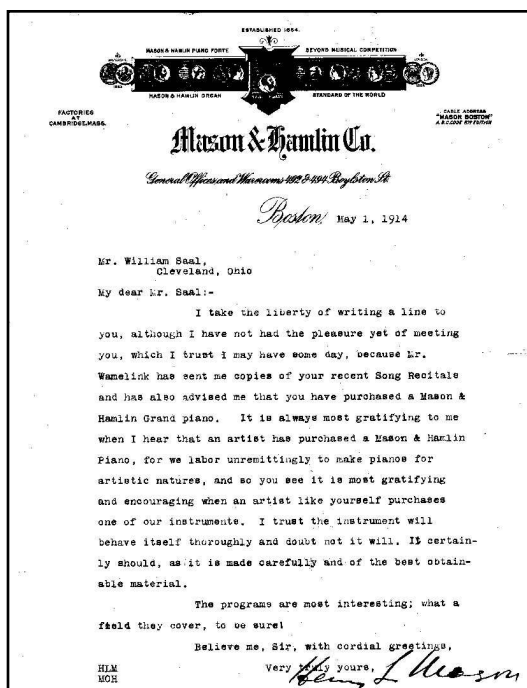 ESTABLISHED 1854.
MASON & HAMLIN PIANO FORTE
BEYOND MUSICAL COMPETITION
MASON & HAMLIN ORGAN
STANDARD OF THE WORLD
FACTORIES
AT
CAMBRIDGE, MASS.
CABLE ADDRESS
"MASON BOSTON"
Mason & Hamlin Co.
General Offices and Warerooms 492 & 494 Boylston St.
Boston, May 1, 1914
Mr. William Saal,
Cleveland, Ohio
My dear Mr. Saal:-
I take the liberty of writing a line to
you, although I have not had the pleasure yet of meeting
you, which I trust I may have some day, because Mr.
Wamelink has sent me copies of your recent Song Recitals
and has also advised me that you have purchased a Mason &
Hamlin Grand piano. It is always most gratifying to me
when I hear that an artist has purchased a Mason & Hamlin
Piano, for we labor unremittingly to make pianos for
artistic natures, and so you see it is most gratifying
and encouraging when an artist like yourself purchases
one of our instruments. I trust the instrument will
behave itself thoroughly and doubt not it will. It certain-
ly should, as it is made carefully and of the best obtain-
able material.
The programs are most interesting; what a
field they cover, to be sure!
Believe me, Sir, with cordial greetings,
Very truly yours,
Henry L Mason
HLM
MOH